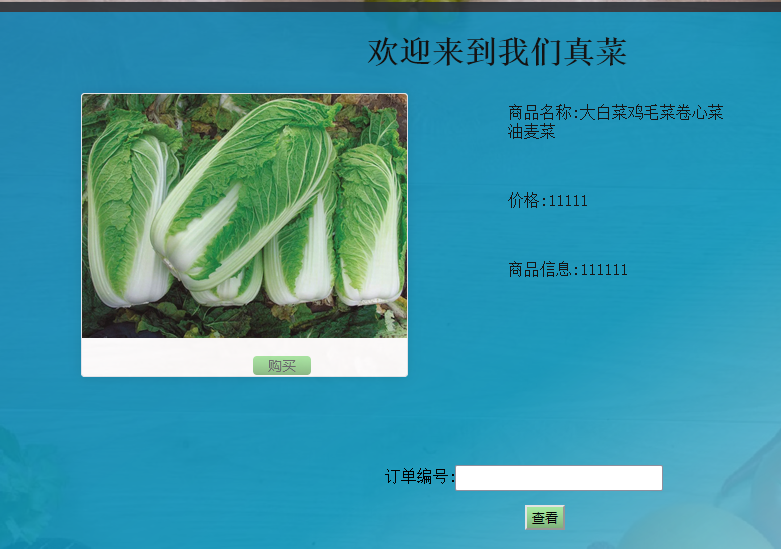 欢迎来到我们真菜
商品名称:大白菜鸡毛菜卷心菜
油麦菜
价格:11111
商品信息:111111
购买
订单编号:
查看